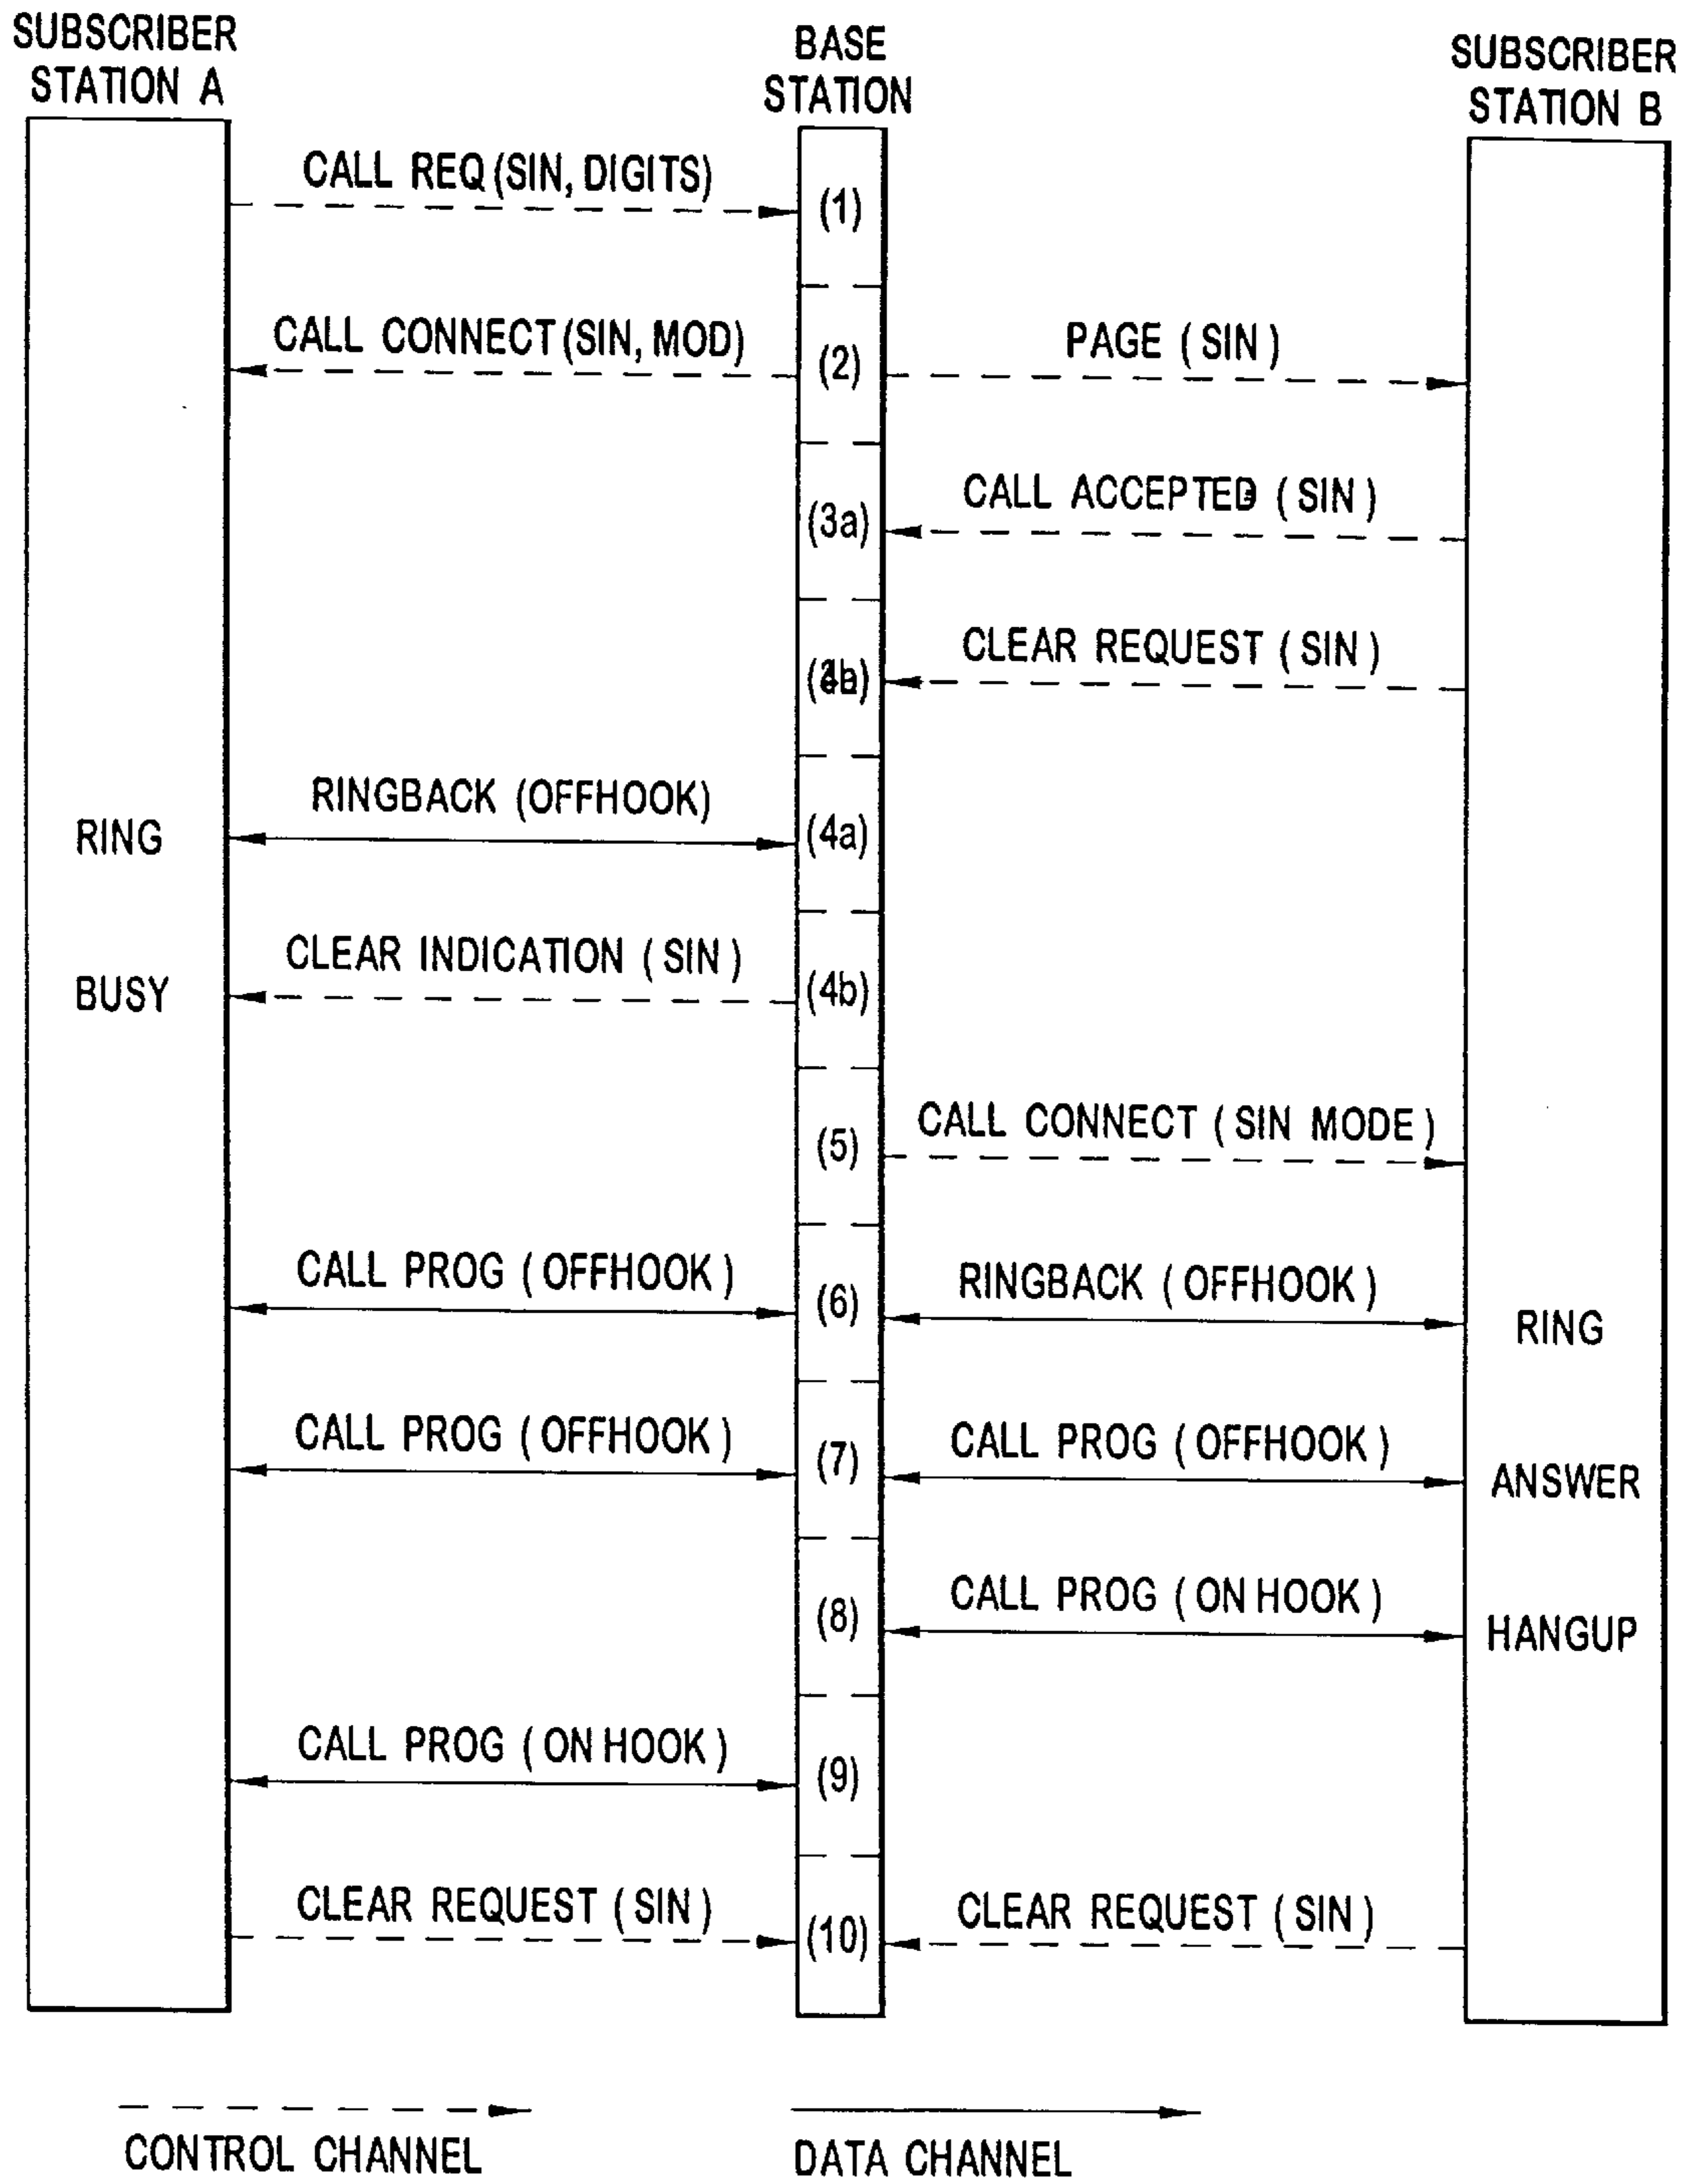 SUBSCRIBER
STATION A
BASE
STATION
SUBSCRIBER
STATION B
CALL REQ (SIN, DIGITS)
(1)
CALL CONNECT (SIN, MOD)
(2)
PAGE (SIN)
(3a)
CALL ACCEPTED (SIN)
CLEAR REQUEST (SIN)
RING
RINGBACK (OFFHOOK)
(4a)
BUSY
CLEAR INDICATION (SIN)
(4b)
(5)
CALL CONNECT (SIN MODE)
CALL PROG (OFFHOOK)
(6)
RINGBACK (OFFHOOK)
RING
CALL PROG (OFFHOOK)
(7)
CALL PROG (OFFHOOK)
ANSWER
(8)
CALL PROG (ON HOOK)
HANGUP
CALL PROG (ON HOOK)
(9)
CLEAR REQUEST (SIN)
(10)
CLEAR REQUEST (SIN)
CONTROL CHANNEL
DATA CHANNEL